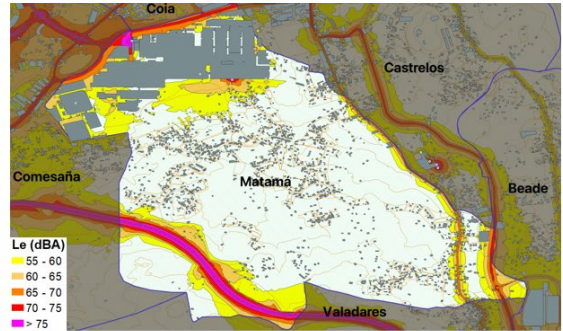 Coia
Castrelos
Comesaña
Matamá
Beade
Le (dBA)
55 - 60
60 - 65
65 - 70
70 - 75
> 75
Valadares